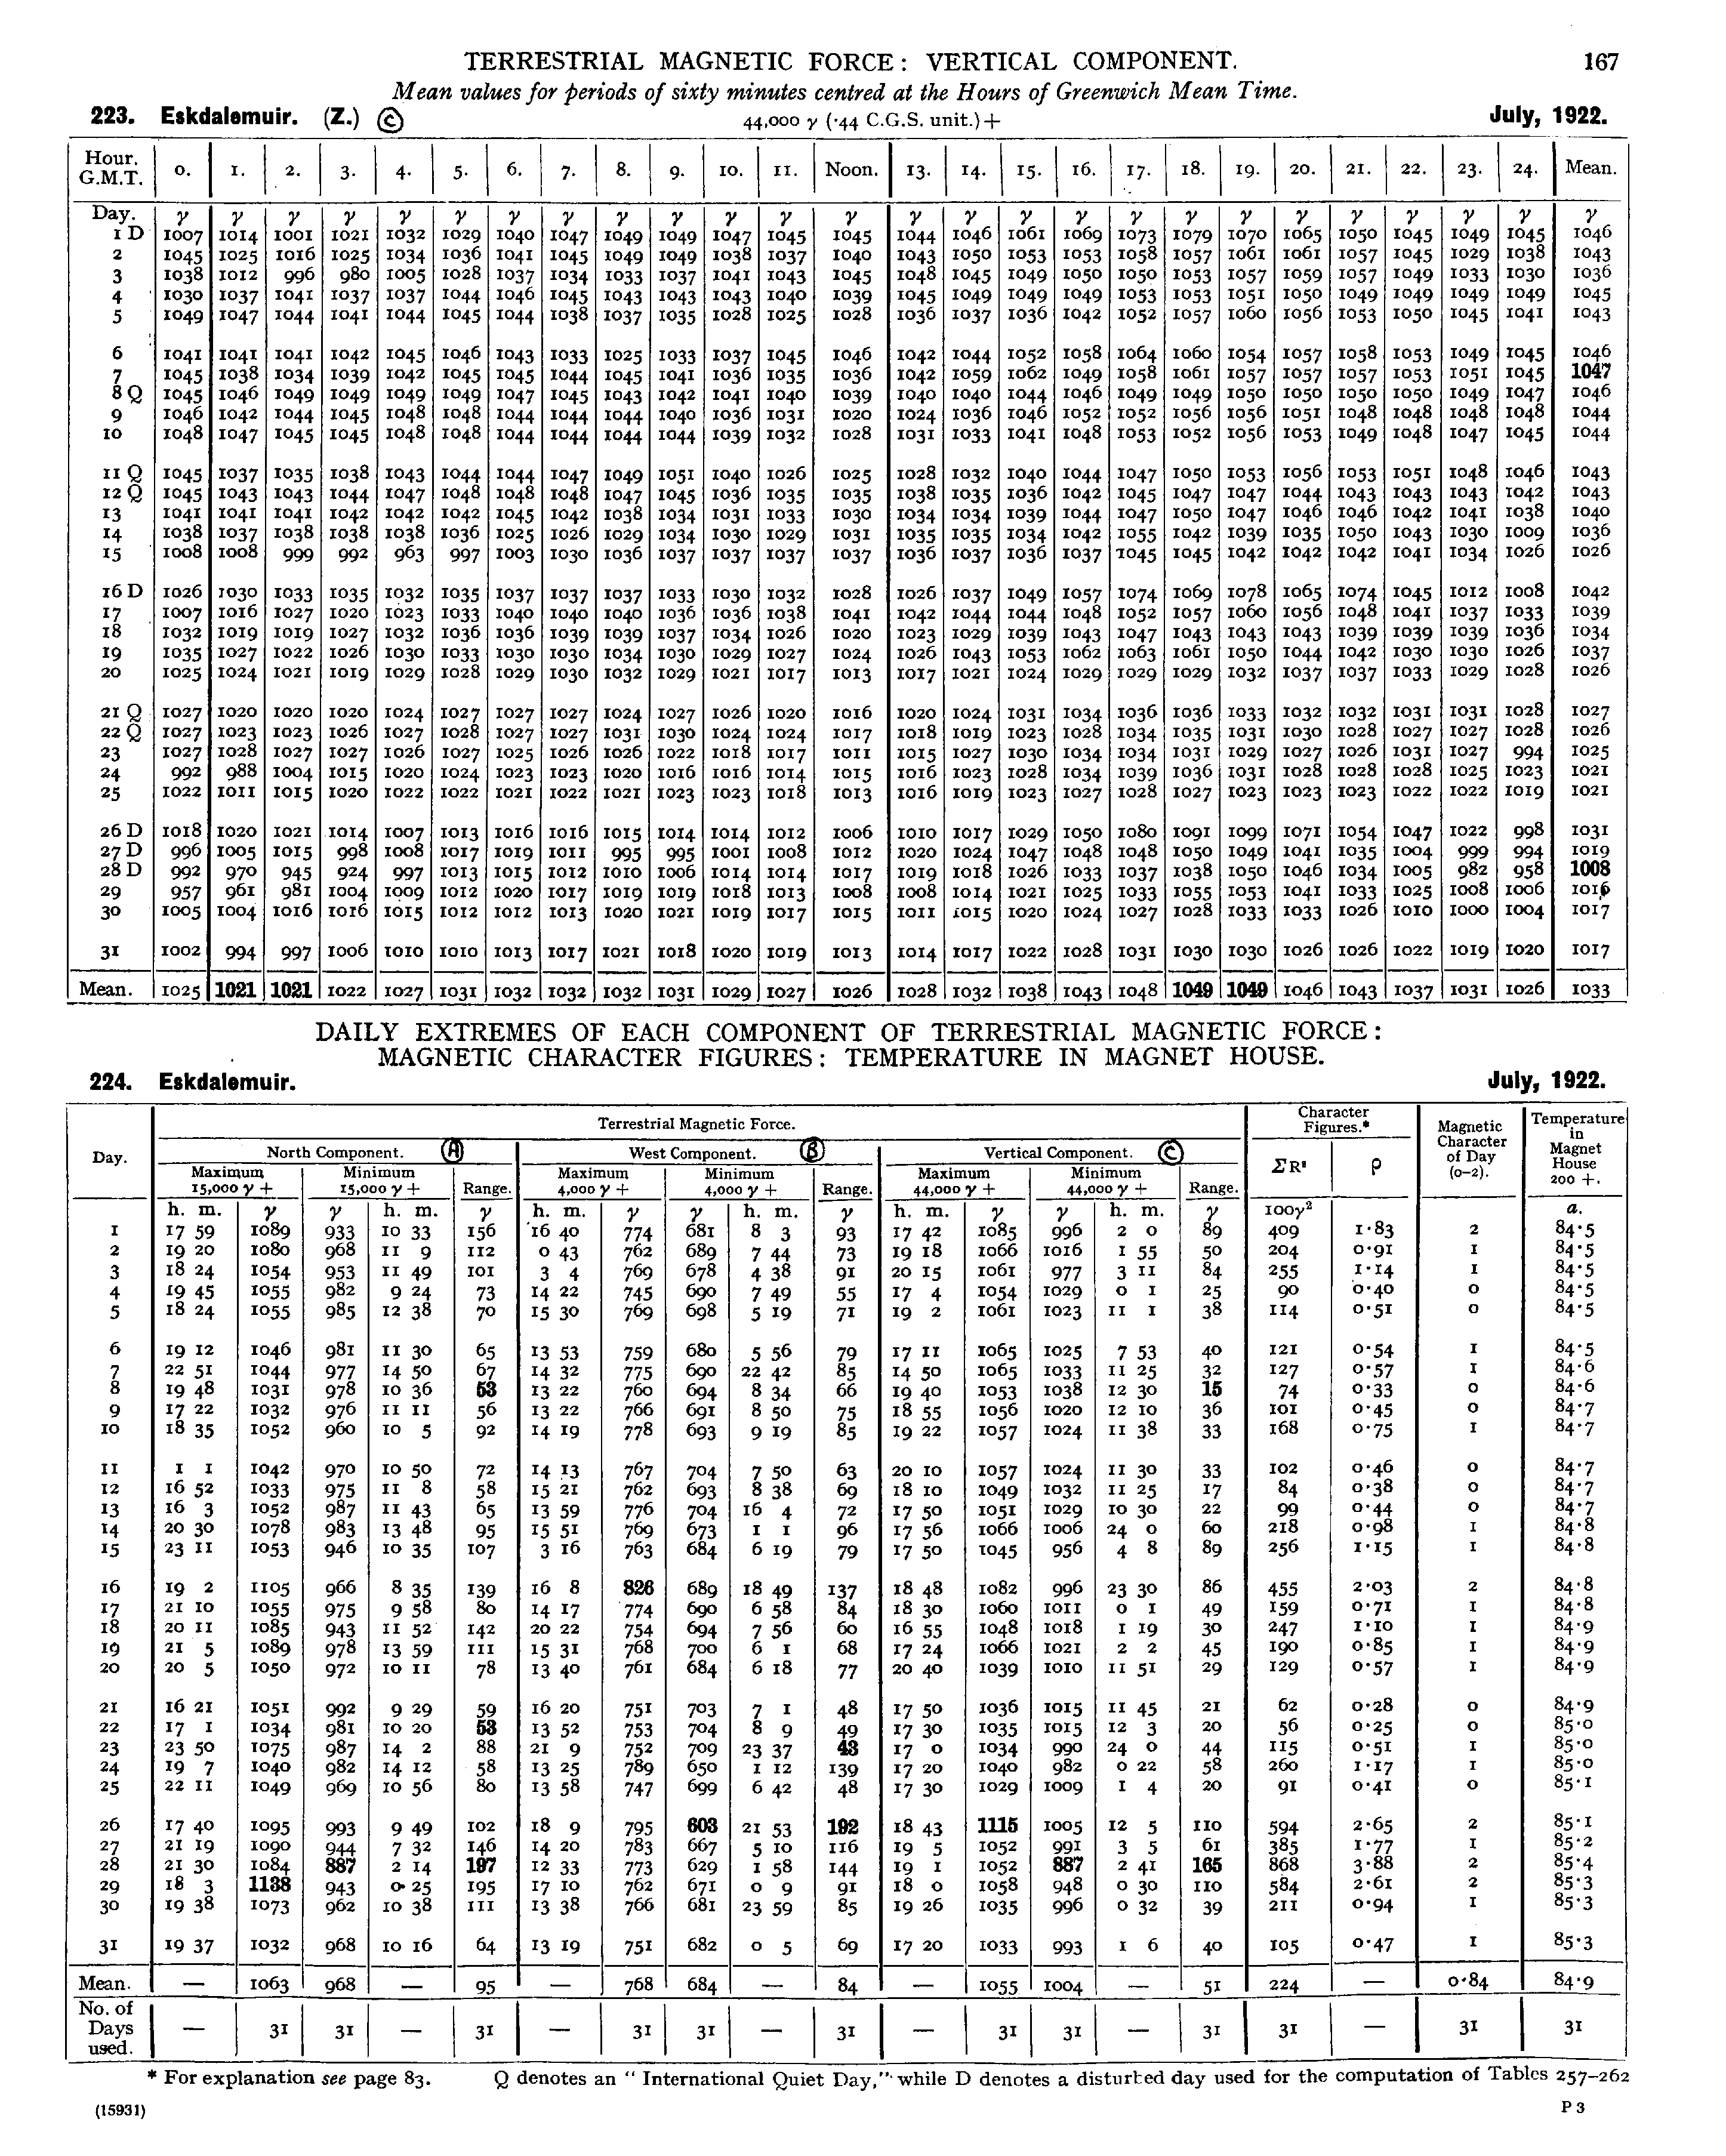 TERRESTRIAL MAGNETIC FORCE: VERTICAL COMPONENT. 167
Mean values for periods of sixty minutes centred at the Hours of Greenwich Mean Time.
223. Eskdalemuir. (Z.) Ⓒ 44,000 γ (·44 C.G.S. unit.) + July, 1922.
Hour. G.M.T. 0. 1. 2. 3. 4. 5. 6. 7. 8. 9. 10. 11. Noon. 13. 14. 15. 16. 17. 18. 19. 20. 21. 22. 23. 24. Mean.
Day. γ γ γ γ γ γ γ γ γ γ γ γ γ γ γ γ γ γ γ γ γ γ γ γ γ γ
1 D 1007 1014 1001 1021 1032 1029 1040 1047 1049 1049 1047 1045 1045 1044 1046 1061 1069 1073 1079 1070 1065 1050 1045 1049 1045 1046
2 1045 1025 1016 1025 1034 1036 1041 1045 1049 1049 1038 1037 1040 1043 1050 1053 1053 1058 1057 1061 1061 1057 1045 1029 1038 1043
3 1038 1012 996 980 1005 1028 1037 1034 1033 1037 1041 1043 1045 1048 1045 1049 1050 1050 1053 1057 1059 1057 1049 1033 1030 1036
4 1030 1037 1041 1037 1037 1044 1046 1045 1043 1043 1043 1040 1039 1045 1049 1049 1049 1053 1053 1051 1050 1049 1049 1049 1049 1045
5 1049 1047 1044 1041 1044 1045 1044 1038 1037 1035 1028 1025 1028 1036 1037 1036 1042 1052 1057 1060 1056 1053 1050 1045 1041 1043
6 1041 1041 1041 1042 1045 1046 1043 1033 1025 1033 1037 1045 1046 1042 1044 1052 1058 1064 1060 1054 1057 1058 1053 1049 1045 1046
7 1045 1038 1034 1039 1042 1045 1045 1044 1045 1041 1036 1035 1036 1042 1059 1062 1049 1058 1061 1057 1057 1057 1053 1051 1045 1047
8 Q 1045 1046 1049 1049 1049 1049 1047 1045 1043 1042 1041 1040 1039 1040 1040 1044 1046 1049 1049 1050 1050 1050 1050 1049 1047 1046
9 1046 1042 1044 1045 1048 1048 1044 1044 1044 1040 1036 1031 1020 1024 1036 1046 1052 1052 1056 1056 1051 1048 1048 1048 1048 1044
10 1048 1047 1045 1045 1048 1048 1044 1044 1044 1044 1039 1032 1028 1031 1033 1041 1048 1053 1052 1056 1053 1049 1048 1047 1045 1044
11 Q 1045 1037 1035 1038 1043 1044 1044 1047 1049 1051 1040 1026 1025 1028 1032 1040 1044 1047 1050 1053 1056 1053 1051 1048 1046 1043
12 Q 1045 1043 1043 1044 1047 1048 1048 1048 1047 1045 1036 1035 1035 1038 1035 1036 1042 1045 1047 1047 1044 1043 1043 1043 1042 1043
13 1041 1041 1041 1042 1042 1042 1045 1042 1038 1034 1031 1033 1030 1034 1034 1039 1044 1047 1050 1047 1046 1046 1042 1041 1038 1040
14 1038 1037 1038 1038 1038 1036 1025 1026 1029 1034 1030 1029 1031 1035 1035 1034 1042 1055 1042 1039 1035 1050 1043 1030 1009 1036
15 1008 1008 999 992 963 997 1003 1030 1036 1037 1037 1037 1037 1036 1037 1036 1037 1045 1045 1042 1042 1042 1041 1034 1026 1026
16 D 1026 1030 1033 1035 1032 1035 1037 1037 1037 1033 1030 1032 1028 1026 1037 1049 1057 1074 1069 1078 1065 1074 1045 1012 1008 1042
17 1007 1016 1027 1020 1023 1033 1040 1040 1040 1036 1036 1038 1041 1042 1044 1044 1048 1052 1057 1060 1056 1048 1041 1037 1033 1039
18 1032 1019 1019 1027 1032 1036 1036 1039 1039 1037 1034 1026 1020 1023 1029 1039 1043 1047 1043 1043 1043 1039 1039 1039 1036 1034
19 1035 1027 1022 1026 1030 1033 1030 1030 1034 1030 1029 1027 1024 1026 1043 1053 1062 1063 1061 1050 1044 1042 1030 1030 1026 1037
20 1025 1024 1021 1019 1029 1028 1029 1030 1032 1029 1021 1017 1013 1017 1021 1024 1029 1029 1029 1032 1037 1037 1033 1029 1028 1026
21 Q 1027 1020 1020 1020 1024 1027 1027 1027 1024 1027 1026 1020 1016 1020 1024 1031 1034 1036 1036 1033 1032 1032 1031 1031 1028 1027
22 Q 1027 1023 1023 1026 1027 1028 1027 1027 1031 1030 1024 1024 1017 1018 1019 1023 1028 1034 1035 1031 1030 1028 1027 1027 1028 1026
23 1027 1028 1027 1027 1026 1027 1025 1026 1026 1022 1018 1017 1011 1015 1027 1030 1034 1034 1031 1029 1027 1026 1031 1027 994 1025
24 992 988 1004 1015 1020 1024 1023 1023 1020 1016 1016 1014 1015 1016 1023 1028 1034 1039 1036 1031 1028 1028 1028 1025 1023 1021
25 1022 1011 1015 1020 1022 1022 1021 1022 1021 1023 1023 1018 1013 1016 1019 1023 1027 1028 1027 1023 1023 1023 1022 1022 1019 1021
26 D 1018 1020 1021 1014 1007 1013 1016 1016 1015 1014 1014 1012 1006 1010 1017 1029 1050 1080 1091 1099 1071 1054 1047 1022 998 1031
27 D 996 1005 1015 998 1008 1017 1019 1011 995 995 1001 1008 1012 1020 1024 1047 1048 1048 1050 1049 1041 1035 1004 999 994 1019
28 D 992 970 945 924 997 1013 1015 1012 1010 1006 1014 1014 1017 1019 1018 1026 1033 1037 1038 1050 1046 1034 1005 982 958 1008
29 957 961 981 1004 1009 1012 1020 1017 1019 1019 1018 1013 1008 1008 1014 1021 1025 1033 1055 1053 1041 1033 1025 1008 1006 1016
30 1005 1004 1016 1016 1015 1012 1012 1013 1020 1021 1019 1017 1015 1011 1015 1020 1024 1027 1028 1033 1033 1026 1010 1000 1004 1017
31 1002 994 997 1006 1010 1010 1013 1017 1021 1018 1020 1019 1013 1014 1017 1022 1028 1031 1030 1030 1026 1026 1022 1019 1020 1017
Mean. 1025 1021 1021 1022 1027 1031 1032 1032 1032 1031 1029 1027 1026 1028 1032 1038 1043 1048 1049 1049 1046 1043 1037 1031 1026 1033
DAILY EXTREMES OF EACH COMPONENT OF TERRESTRIAL MAGNETIC FORCE:
MAGNETIC CHARACTER FIGURES: TEMPERATURE IN MAGNET HOUSE.
224. Eskdalemuir. July, 1922.
Day. Terrestrial Magnetic Force. Character Figures.* Magnetic Character of Day (0–2). Temperature in Magnet House 200 +.
North Component. Ⓐ West Component. Ⓑ Vertical Component. Ⓒ ΣR² ρ
Maximum 15,000 γ + Minimum 15,000 γ + Range. Maximum 4,000 γ + Minimum 4,000 γ + Range. Maximum 44,000 γ + Minimum 44,000 γ + Range.
h. m. γ γ h. m. γ h. m. γ γ h. m. γ h. m. γ γ h. m. γ 100γ² a.
1 17 59 1089 933 10 33 156 16 40 774 681 8 3 93 17 42 1085 996 2 0 89 409 1·83 2 84·5
2 19 20 1080 968 11 9 112 0 43 762 689 7 44 73 19 18 1066 1016 1 55 50 204 0·91 1 84·5
3 18 24 1054 953 11 49 101 3 4 769 678 4 38 91 20 15 1061 977 3 11 84 255 1·14 1 84·5
4 19 45 1055 982 9 24 73 14 22 745 690 7 49 55 17 4 1054 1029 0 1 25 90 0·40 0 84·5
5 18 24 1055 985 12 38 70 15 30 769 698 5 19 71 19 2 1061 1023 11 1 38 114 0·51 0 84·5
6 19 12 1046 981 11 30 65 13 53 759 680 5 56 79 17 11 1065 1025 7 53 40 121 0·54 1 84·5
7 22 51 1044 977 14 50 67 14 32 775 690 22 42 85 14 50 1065 1033 11 25 32 127 0·57 1 84·6
8 19 48 1031 978 10 36 53 13 22 760 694 8 34 66 19 40 1053 1038 12 30 15 74 0·33 0 84·6
9 17 22 1032 976 11 11 56 13 22 766 691 8 50 75 18 55 1056 1020 12 10 36 101 0·45 0 84·7
10 18 35 1052 960 10 5 92 14 19 778 693 9 19 85 19 22 1057 1024 11 38 33 168 0·75 1 84·7
11 1 1 1042 970 10 50 72 14 13 767 704 7 50 63 20 10 1057 1024 11 30 33 102 0·46 0 84·7
12 16 52 1033 975 11 8 58 15 21 762 693 8 38 69 18 10 1049 1032 11 25 17 84 0·38 0 84·7
13 16 3 1052 987 11 43 65 13 59 776 704 16 4 72 17 50 1051 1029 10 30 22 99 0·44 0 84·7
14 20 30 1078 983 13 48 95 15 51 769 673 1 1 96 17 56 1066 1006 24 0 60 218 0·98 1 84·8
15 23 11 1053 946 10 35 107 3 16 763 684 6 19 79 17 50 1045 956 4 8 89 256 1·15 1 84·8
16 19 2 1105 966 8 35 139 16 8 826 689 18 49 137 18 48 1082 996 23 30 86 455 2·03 2 84·8
17 21 10 1055 975 9 58 80 14 17 774 690 6 58 84 18 30 1060 1011 0 1 49 159 0·71 1 84·8
18 20 11 1085 943 11 52 142 20 22 754 694 7 56 60 16 55 1048 1018 1 19 30 247 1·10 1 84·9
19 21 5 1089 978 13 59 111 15 31 768 700 6 1 68 17 24 1066 1021 2 2 45 190 0·85 1 84·9
20 20 5 1050 972 10 11 78 13 40 761 684 6 18 77 20 40 1039 1010 11 51 29 129 0·57 1 84·9
21 16 21 1051 992 9 29 59 16 20 751 703 7 1 48 17 50 1036 1015 11 45 21 62 0·28 0 84·9
22 17 1 1034 981 10 20 53 13 52 753 704 8 9 49 17 30 1035 1015 12 3 20 56 0·25 0 85·0
23 23 50 1075 987 14 2 88 21 9 752 709 23 37 43 17 0 1034 990 24 0 44 115 0·51 1 85·0
24 19 7 1040 982 14 12 58 13 25 789 650 1 12 139 17 20 1040 982 0 22 58 260 1·17 1 85·0
25 22 11 1049 969 10 56 80 13 58 747 699 6 42 48 17 30 1029 1009 1 4 20 91 0·41 0 85·1
26 17 40 1095 993 9 49 102 18 9 795 603 21 53 192 18 43 1115 1005 12 5 110 594 2·65 2 85·1
27 21 19 1090 944 7 32 146 14 20 783 667 5 10 116 19 5 1052 991 3 5 61 385 1·77 1 85·2
28 21 30 1084 887 2 14 197 12 33 773 629 1 58 144 19 1 1052 887 2 41 165 868 3·88 2 85·4
29 18 3 1138 943 0 25 195 17 10 762 671 0 9 91 18 0 1058 948 0 30 110 584 2·61 2 85·3
30 19 38 1073 962 10 38 111 13 38 766 681 23 59 85 19 26 1035 996 0 32 39 211 0·94 1 85·3
31 19 37 1032 968 10 16 64 13 19 751 682 0 5 69 17 20 1033 993 1 6 40 105 0·47 1 85·3
Mean. — 1063 968 — 95 — 768 684 — 84 — 1055 1004 — 51 224 — 0·84 84·9
No. of Days used. — 31 31 — 31 — 31 31 — 31 — 31 31 — 31 31 — 31 31
* For explanation see page 83. Q denotes an “ International Quiet Day,” while D denotes a disturbed day used for the computation of Tables 257–262
(15931) P 3